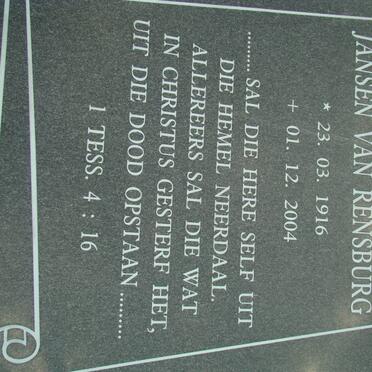 JANSEN VAN RENSBURG
* 23. 03. 1916
+ 01. 12. 2004
.........SAL DIE HERE SELF UIT
DIE HEMEL NEERDAAL.
ALLEREERS SAL DIE WAT
IN CHRISTUS GESTERF HET,
UIT DIE DOOD OPSTAAN .........
1 TESS. 4 : 16